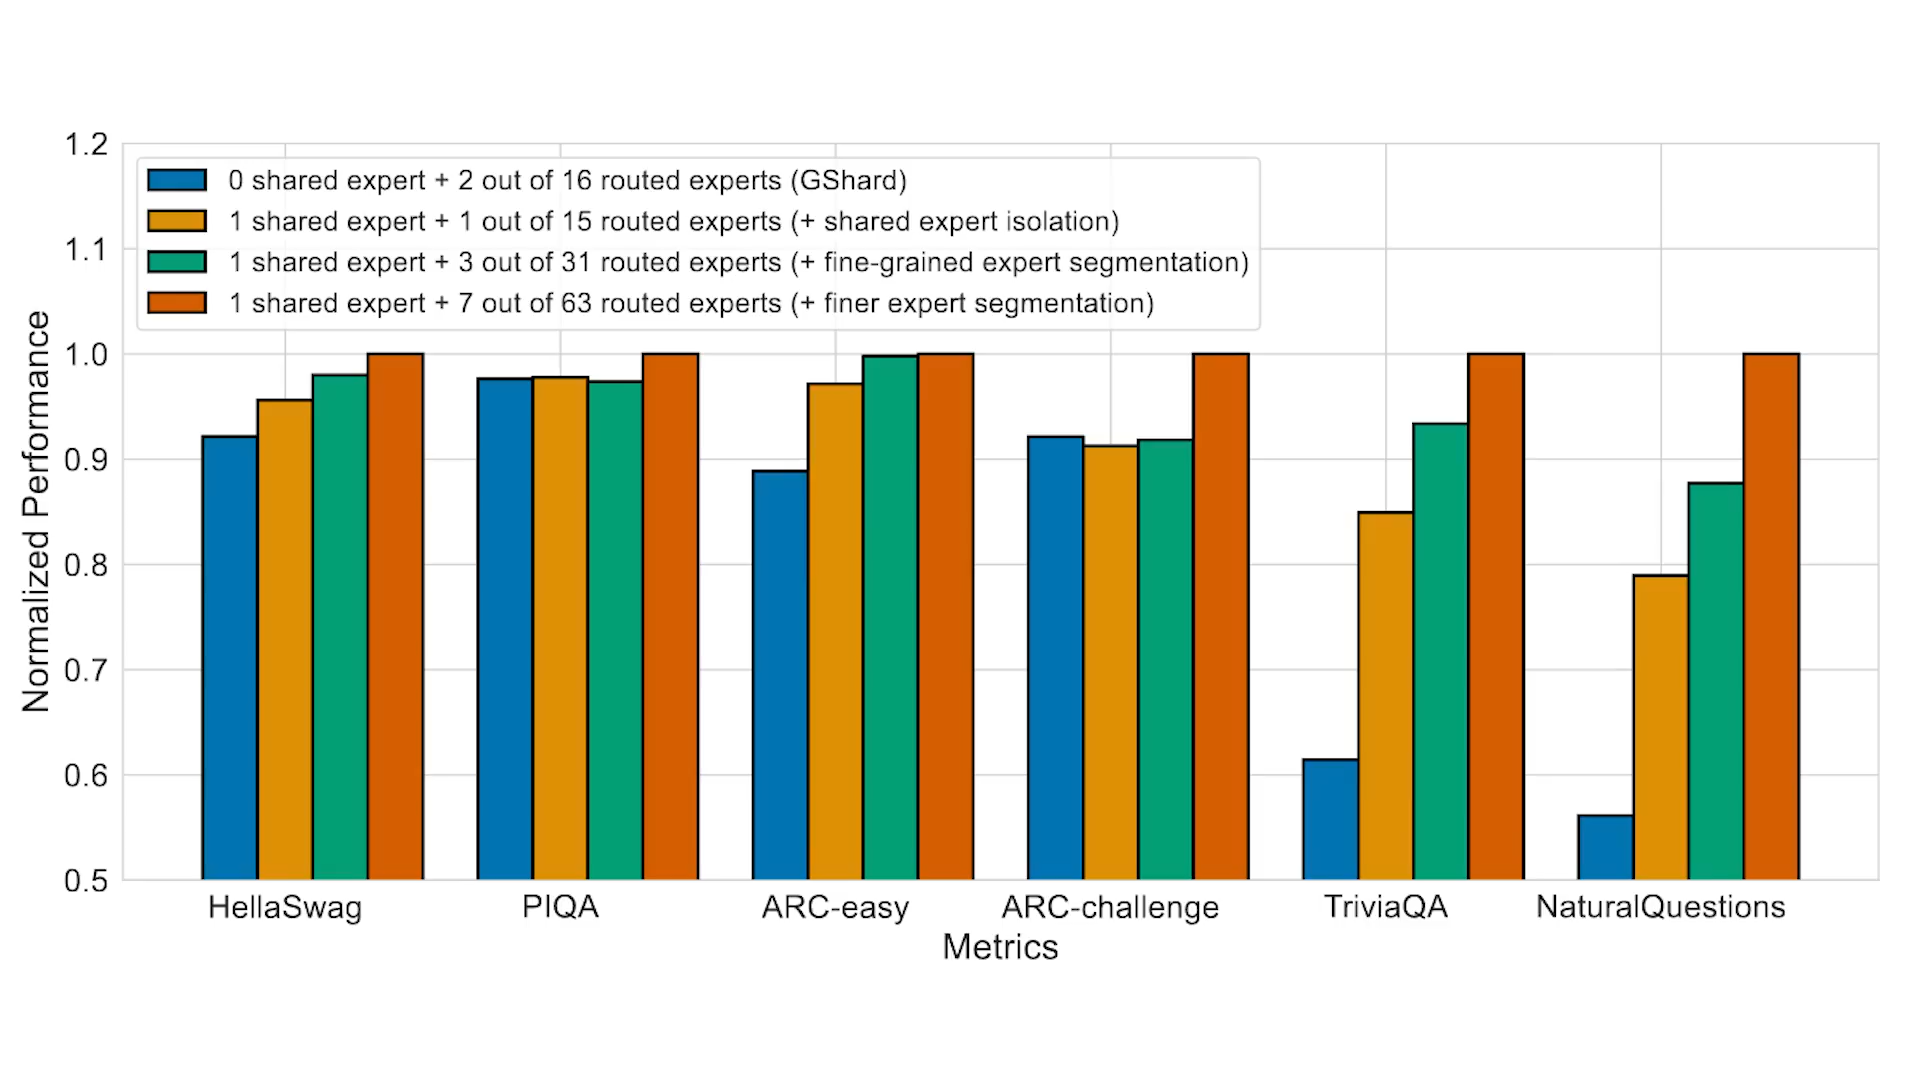 1.2
1.1
1.0
0.9
0.8
0.7
0.6
0.5
Normalized Performance
0 shared expert + 2 out of 16 routed experts (GShard)
1 shared expert + 1 out of 15 routed experts (+ shared expert isolation)
1 shared expert + 3 out of 31 routed experts (+ fine-grained expert segmentation)
1 shared expert + 7 out of 63 routed experts (+ finer expert segmentation)
HellaSwag
PIQA
ARC-easy
ARC-challenge
TriviaQA
NaturalQuestions
Metrics